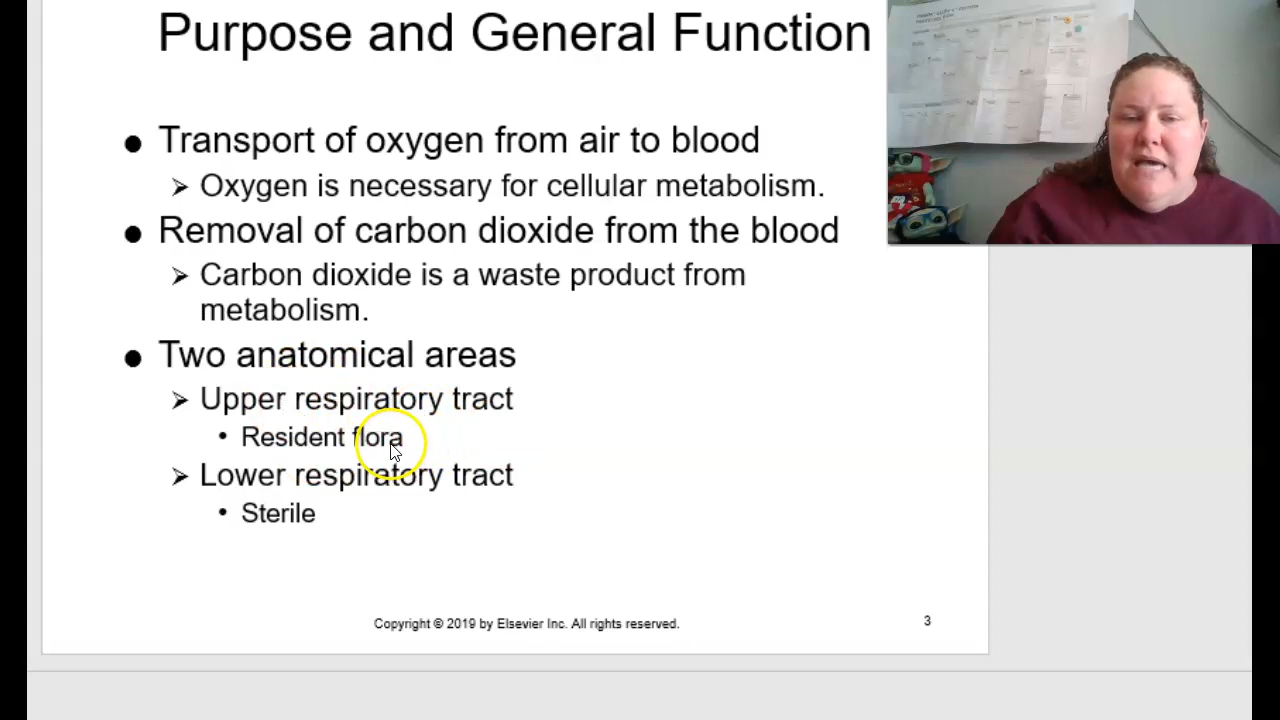 Purpose and General Function
● Transport of oxygen from air to blood
➢ Oxygen is necessary for cellular metabolism.
● Removal of carbon dioxide from the blood
➢ Carbon dioxide is a waste product from
metabolism.
● Two anatomical areas
➢ Upper respiratory tract
• Resident flora
➢ Lower respiratory tract
• Sterile
Copyright © 2019 by Elsevier Inc. All rights reserved.
3